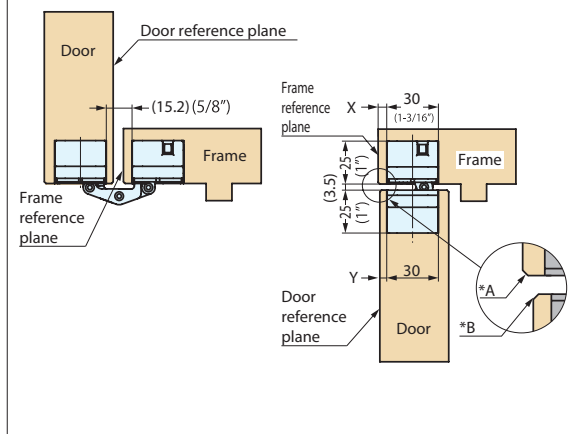 Door reference plane
Door
(15.2) (5/8”)
Frame
Frame
reference
plane
Frame
reference
plane
X
30
(1-3/16”)
25
(1”)
Frame
(3.5)
25
(1”)
Y
30
*A
*B
Door
reference
plane
Door